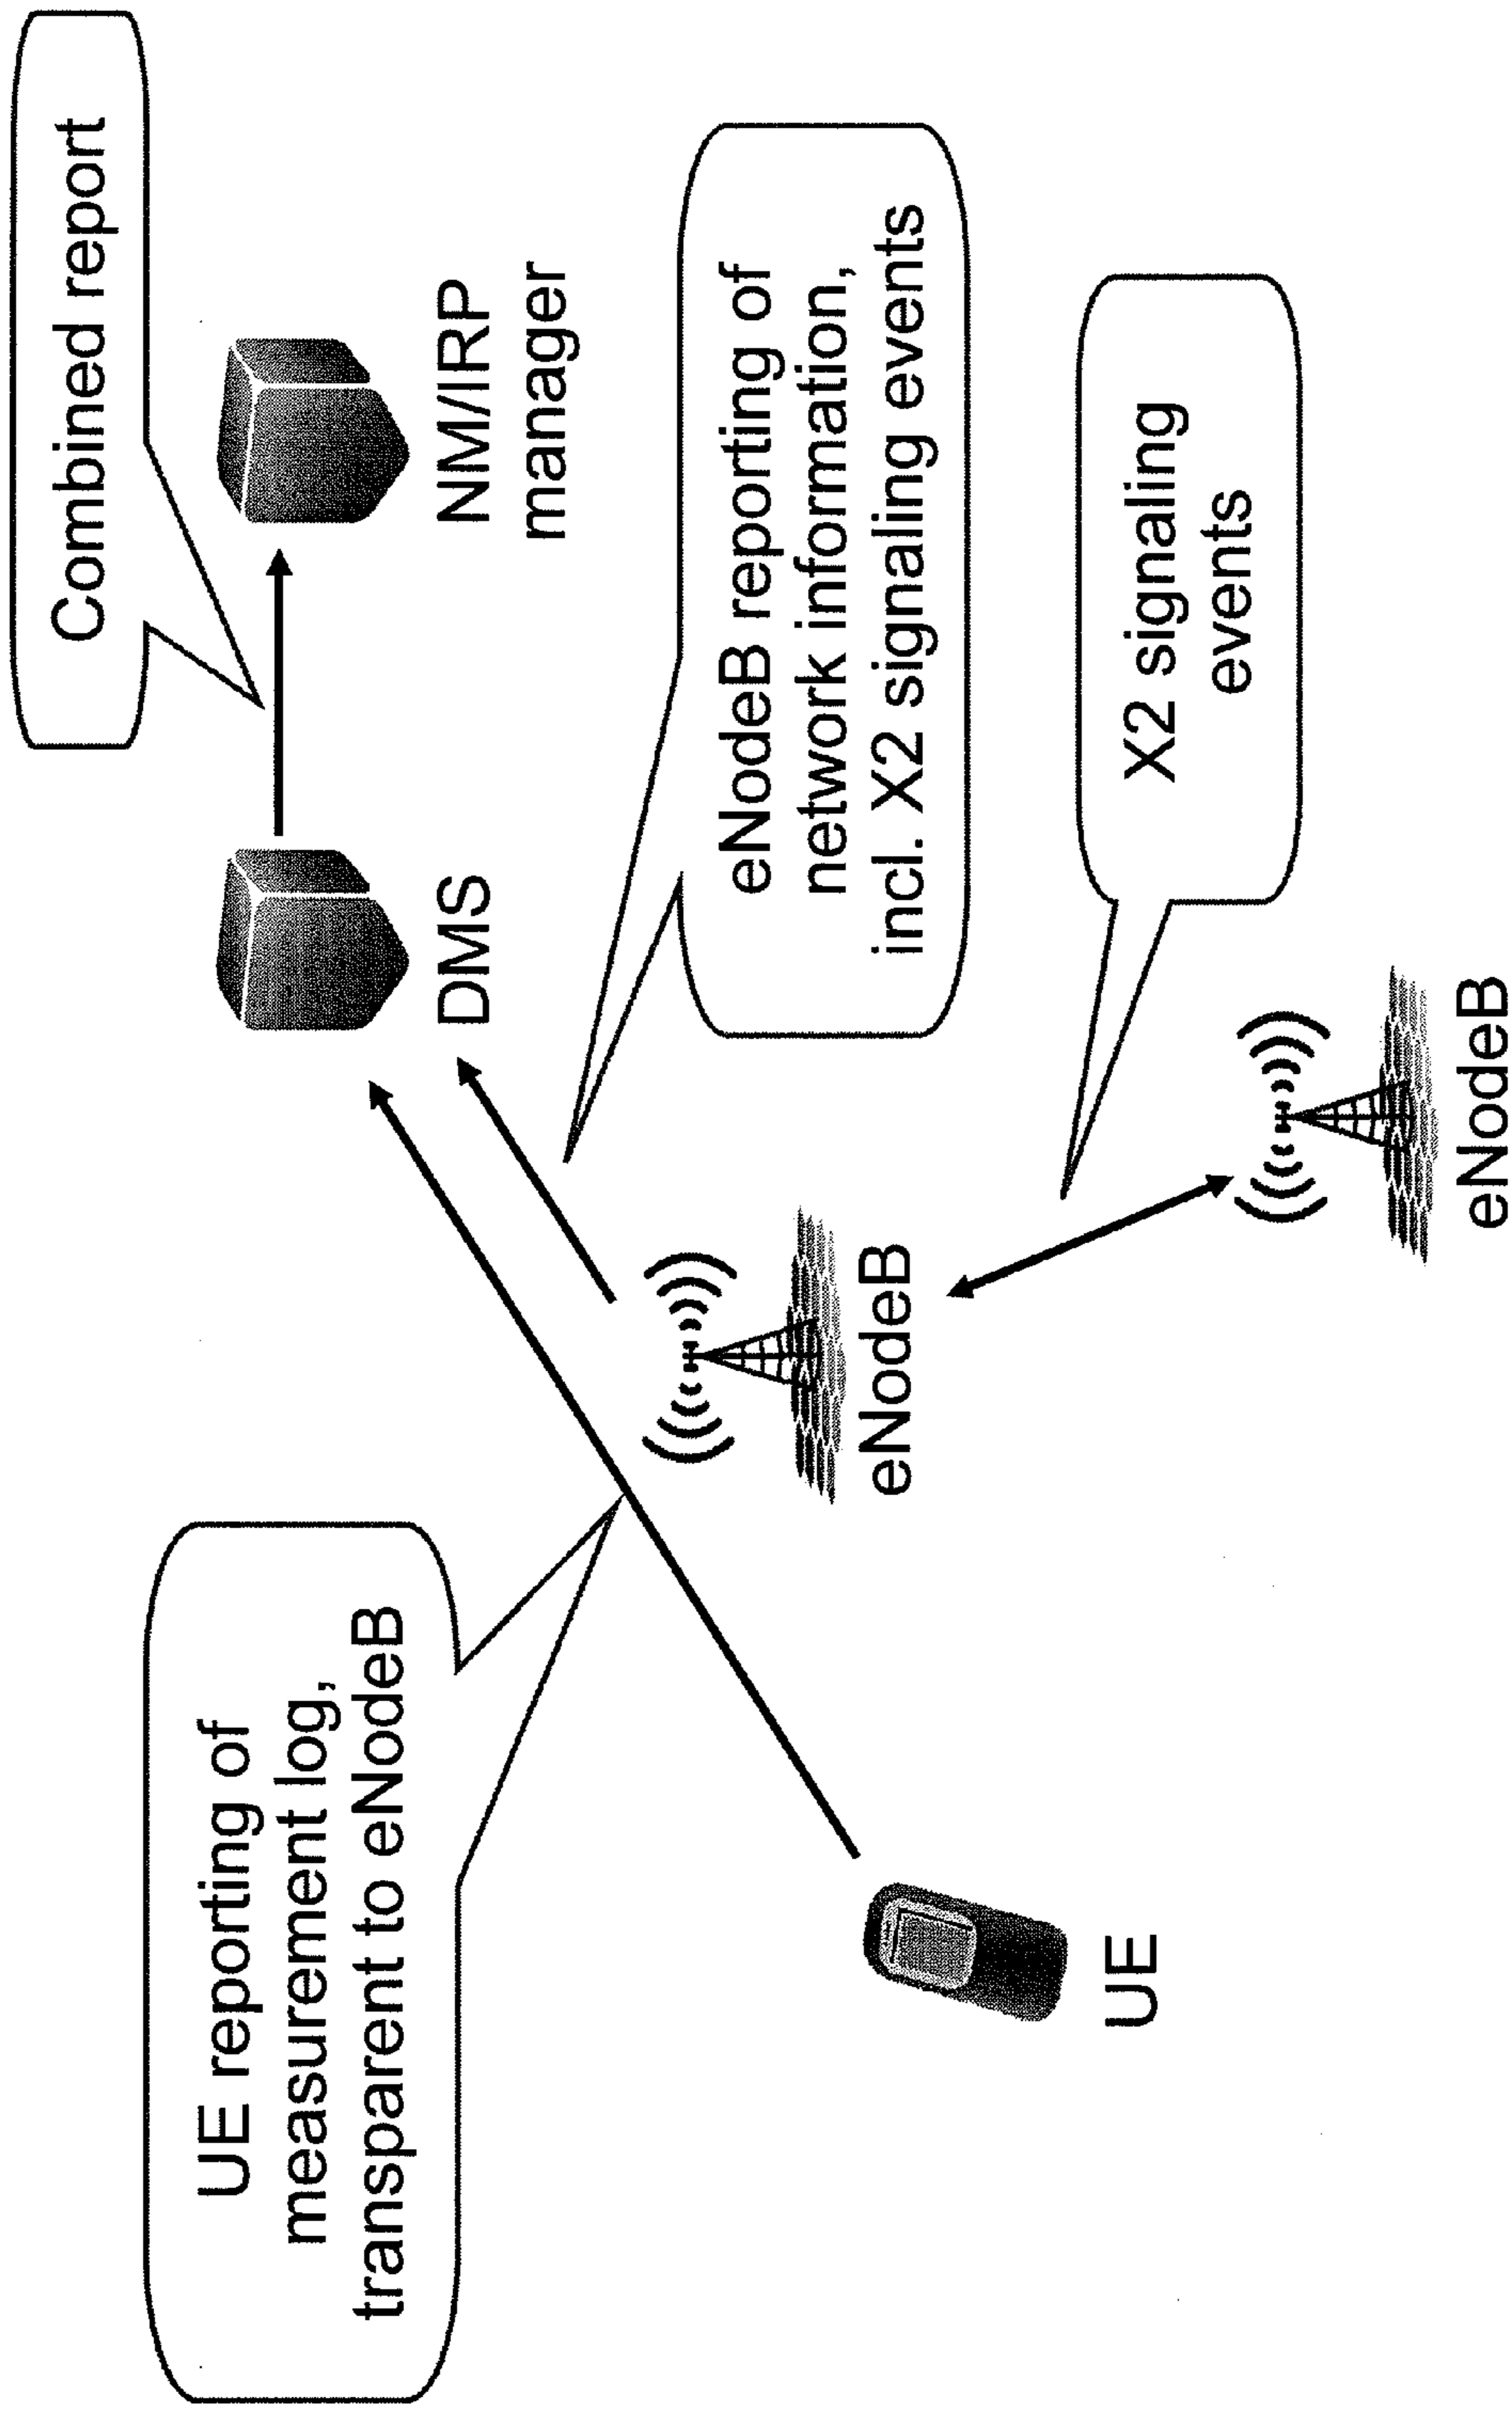 Combined report
UE reporting of
measurement log,
transparent to eNodeB
DMS
NM/IRP
manager
eNodeB reporting of
network information,
incl. X2 signaling events
eNodeB
UE
X2 signaling
events
eNodeB